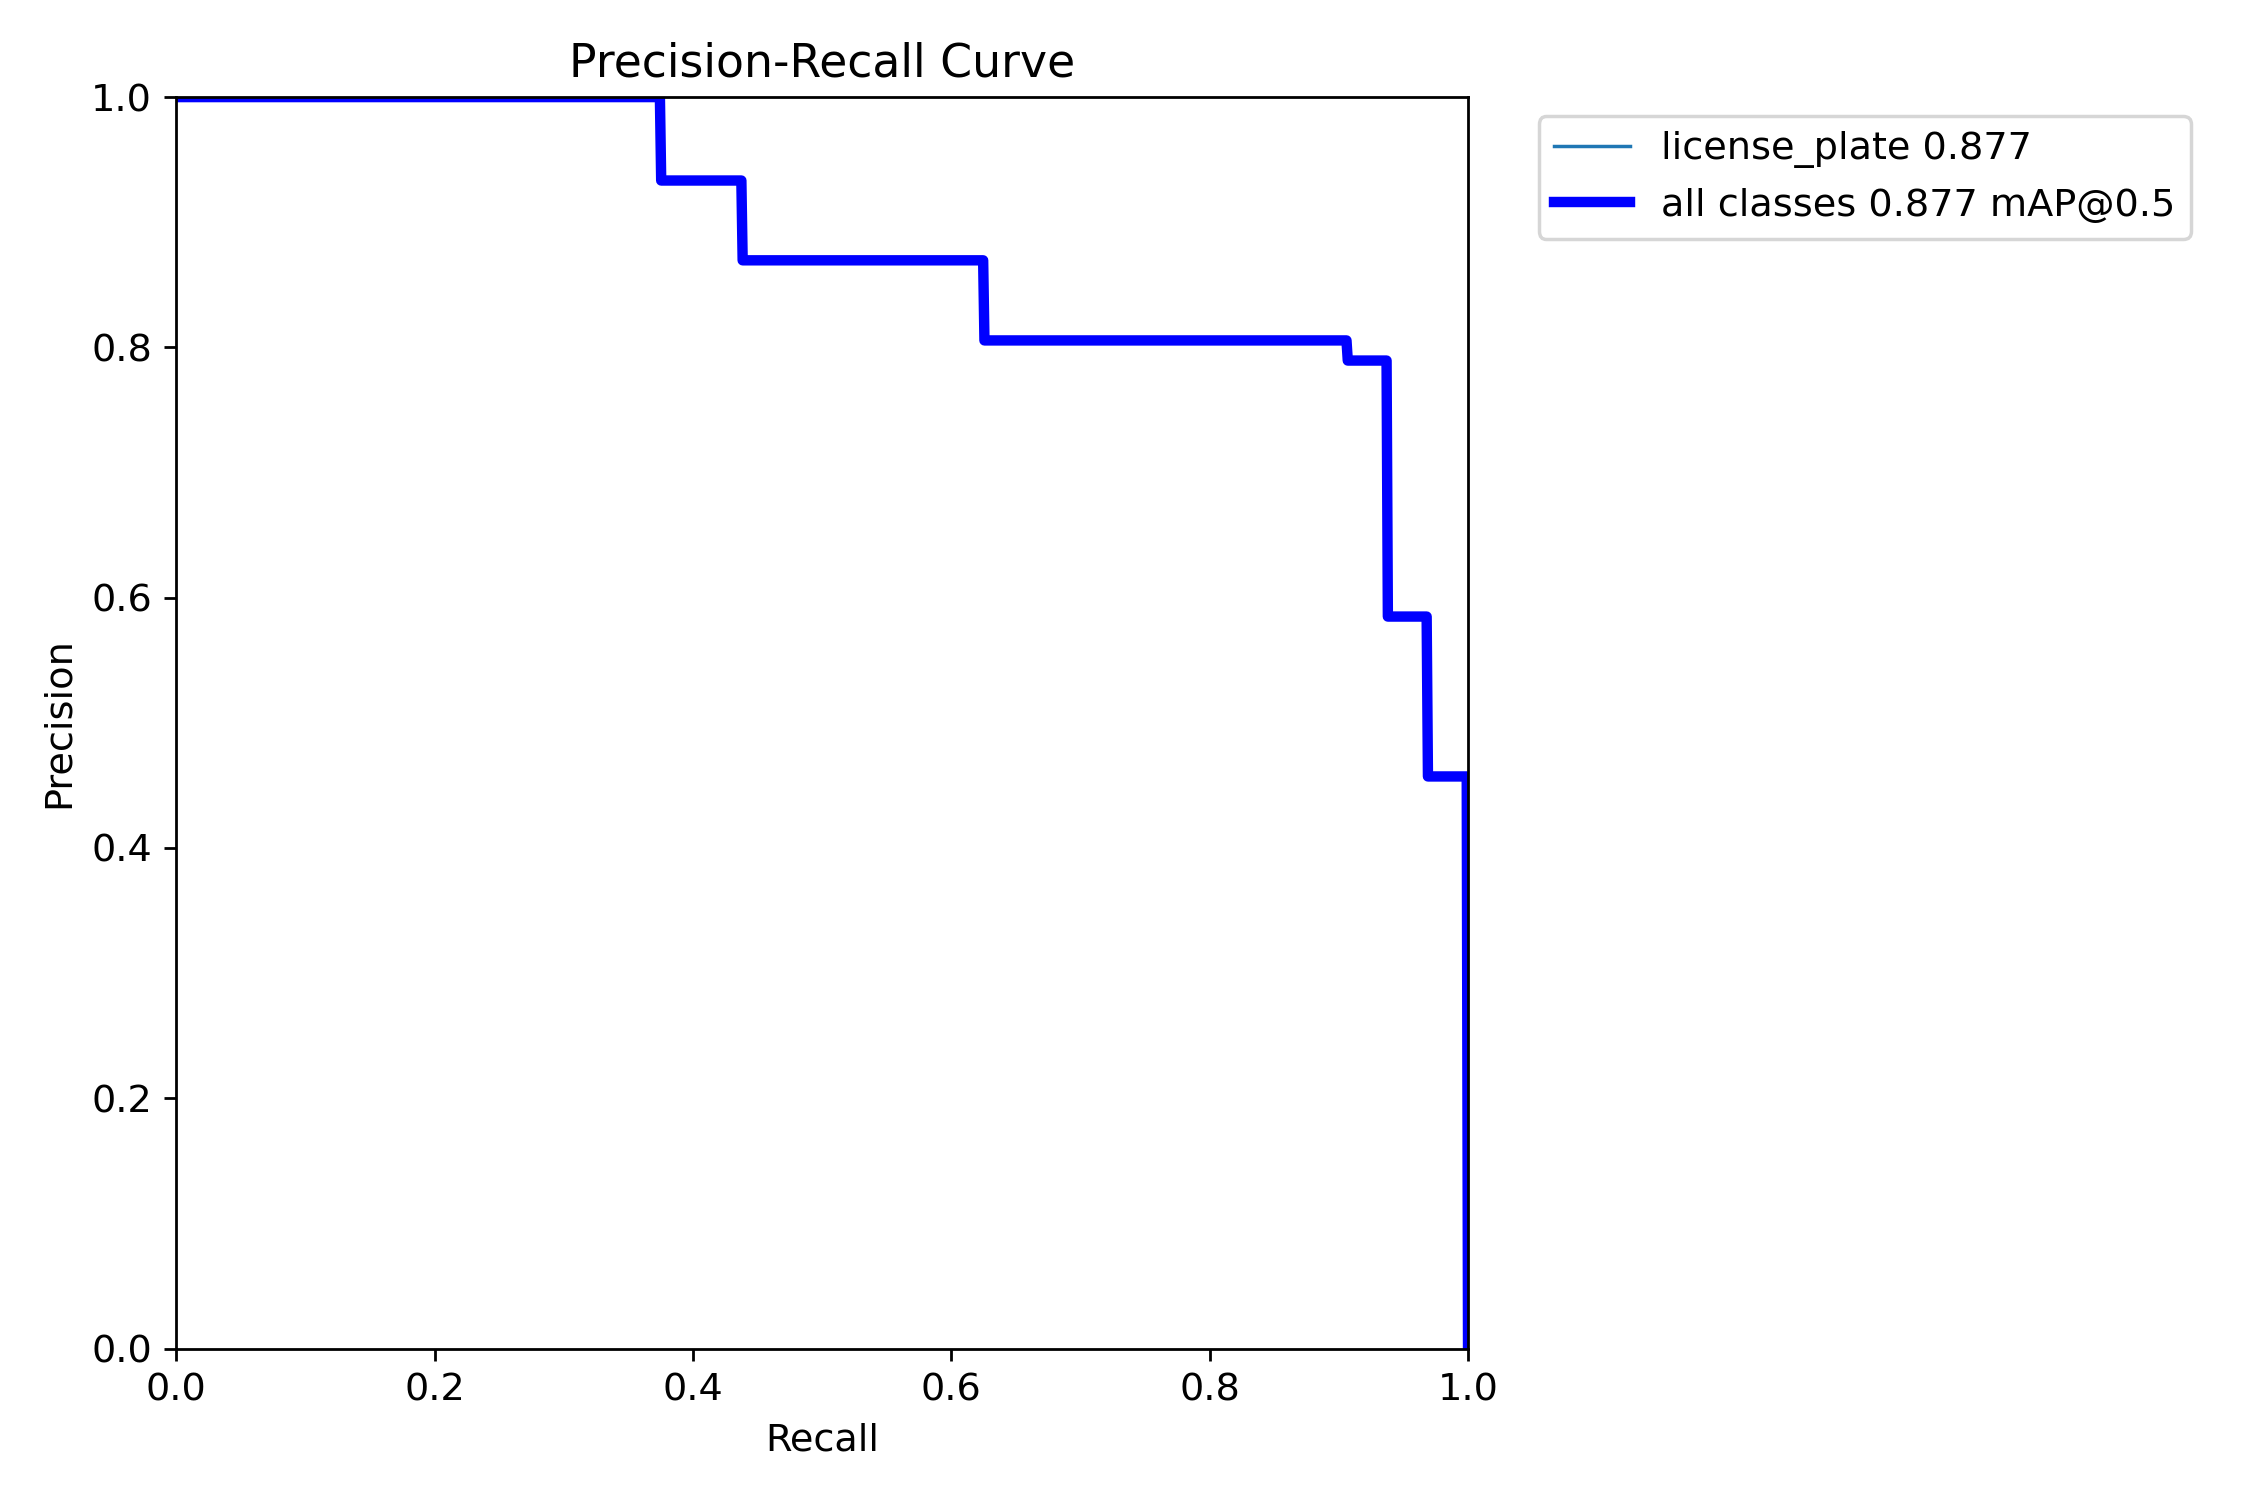 Precision-Recall Curve
1.0
0.8
0.6
0.4
0.2
0.0
Precision
0.0 0.2 0.4 0.6 0.8 1.0
Recall
license_plate 0.877
all classes 0.877 mAP@0.5